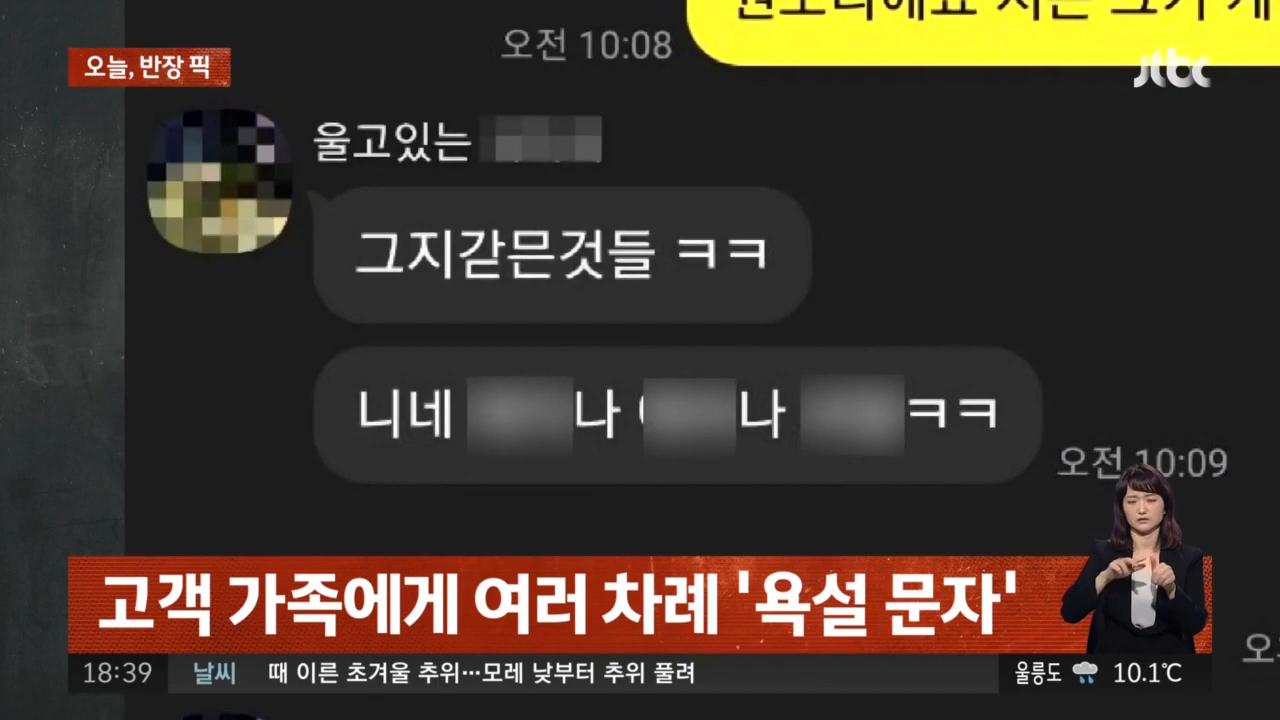 오전 10:08
오늘, 반장 픽
jtbc
울고있는
그지같믄것들 ㅋㅋ
니네 나 나 ㅋㅋ
오전 10:09
고객 가족에게 여러 차례 '욕설 문자'
18:39 날씨 때 이른 초겨울 추위…모레 낮부터 추위 풀려 울릉도 10.1℃